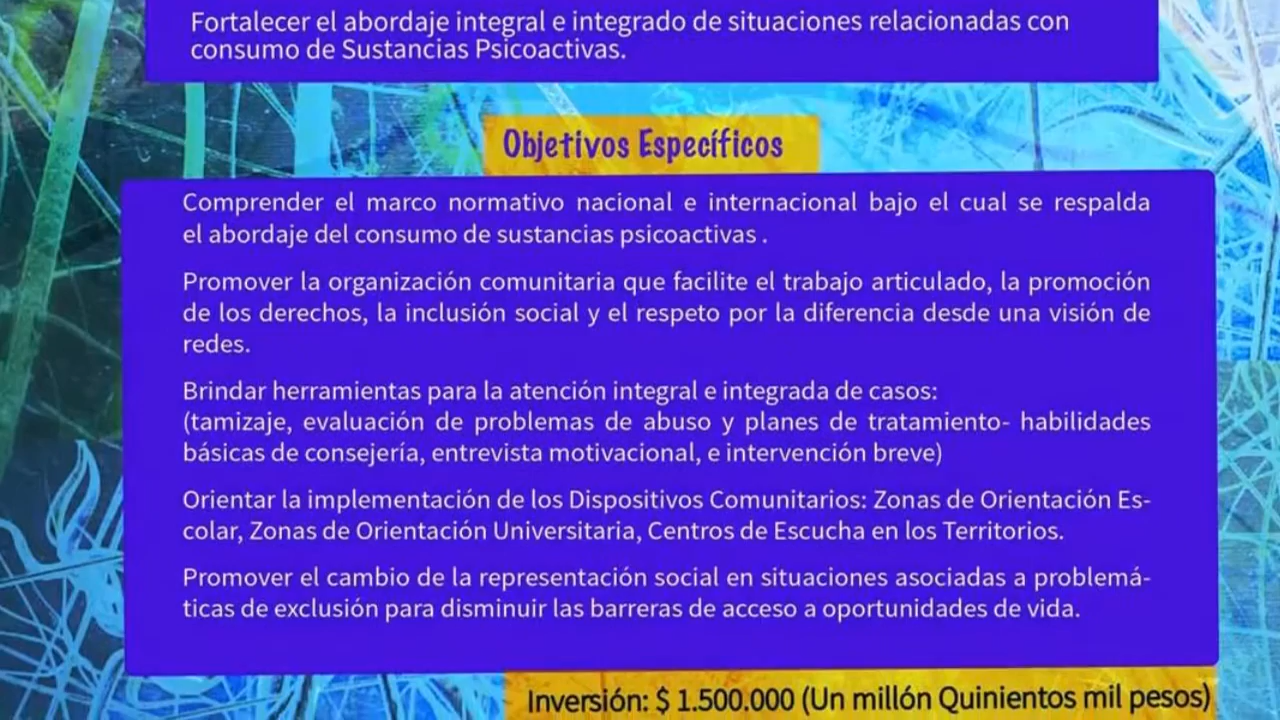 Fortalecer el abordaje integral e integrado de situaciones relacionadas con
consumo de Sustancias Psicoactivas.
Objetivos Específicos
Comprender el marco normativo nacional e internacional bajo el cual se respalda
el abordaje del consumo de sustancias psicoactivas .
Promover la organización comunitaria que facilite el trabajo articulado, la promoción
de los derechos, la inclusión social y el respeto por la diferencia desde una visión de
redes.
Brindar herramientas para la atención integral e integrada de casos:
(tamizaje, evaluación de problemas de abuso y planes de tratamiento- habilidades
básicas de consejería, entrevista motivacional, e intervención breve)
Orientar la implementación de los Dispositivos Comunitarios: Zonas de Orientación Es-
colar, Zonas de Orientación Universitaria, Centros de Escucha en los Territorios.
Promover el cambio de la representación social en situaciones asociadas a problemá-
ticas de exclusión para disminuir las barreras de acceso a oportunidades de vida.
Inversión: $ 1.500.000 (Un millón Quinientos mil pesos)